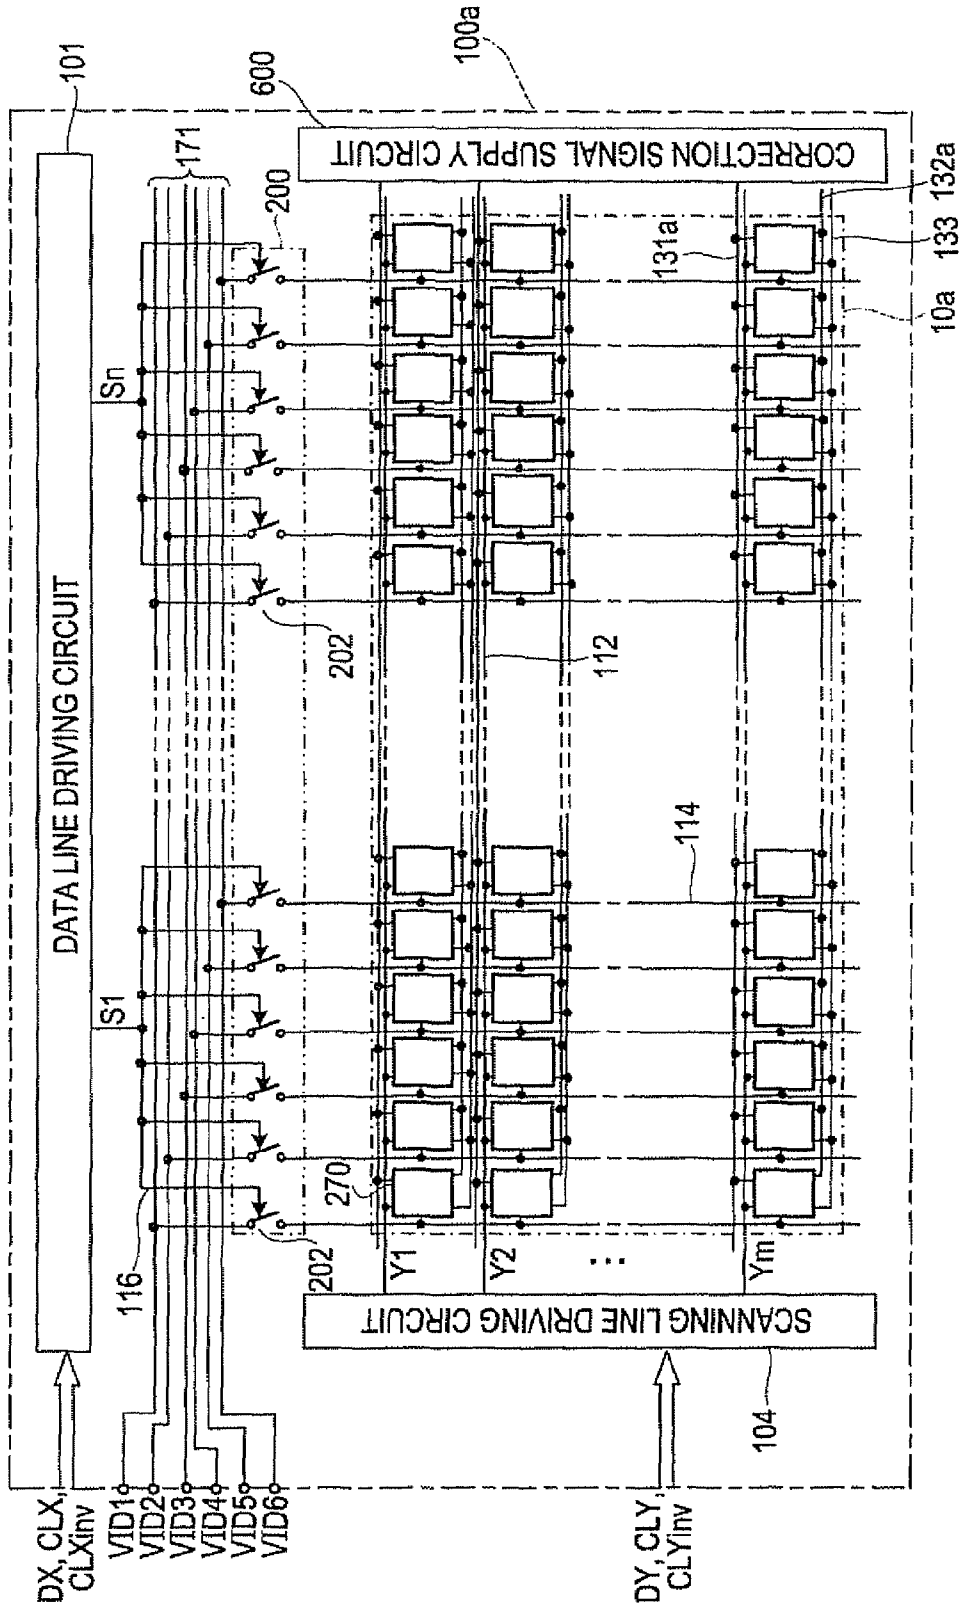 100a
101
DATA LINE DRIVING CIRCUIT
DX, CLX,
CLXinv
S1
Sn
171
116
VID1
VID2
VID3
VID4
VID5
VID6
200
202
202
600
CORRECTION SIGNAL SUPPLY CIRCUIT
270
Y1
Y2
...
Ym
112
114
131a
132a
133
10a
SCANNING LINE DRIVING CIRCUIT
104
DY, CLY,
CLYinv